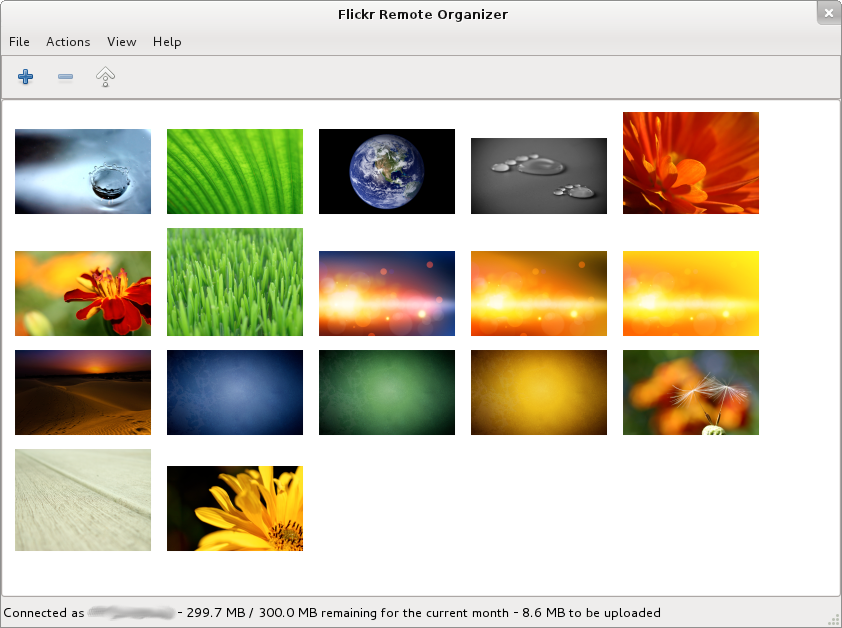 Flickr Remote Organizer
File Actions View Help
Connected as - 299.7 MB / 300.0 MB remaining for the current month - 8.6 MB to be uploaded